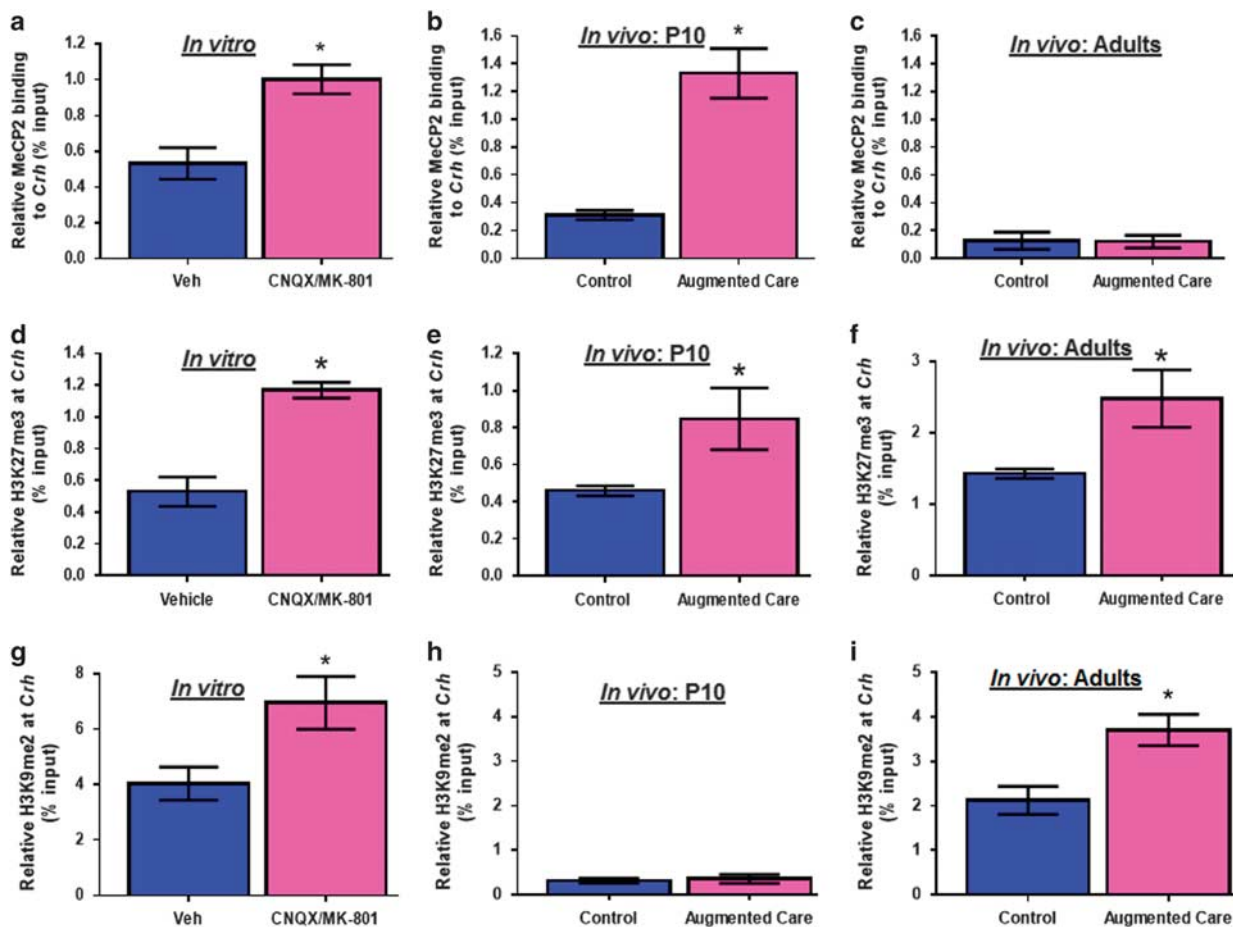 a
In vitro
*
Relative MeCP2 binding
to Crh (% input)
1.2
1.0
0.8
0.6
0.4
0.2
0.0
Veh CNQX/MK-801
b
In vivo: P10
*
Relative MeCP2 binding
to Crh (% input)
1.6
1.4
1.2
1.0
0.8
0.6
0.4
0.2
0.0
Control Augmented Care
c
In vivo: Adults
Relative MeCP2 binding
to Crh (% input)
1.6
1.4
1.2
1.0
0.8
0.6
0.4
0.2
0.0
Control Augmented Care
d
In vitro
*
Relative H3K27me3 at Crh
(% input)
1.4
1.2
1.0
0.8
0.6
0.4
0.2
0.0
Vehicle CNQX/MK-801
e
In vivo: P10
*
Relative H3K27me3 at Crh
(% input)
1.2
1.0
0.8
0.6
0.4
0.2
0.0
Control Augmented Care
f
In vivo: Adults
*
Relative H3K27me3 at Crh
(% input)
3
2
1
0
Control Augmented Care
g
In vitro
*
Relative H3K9me2 at Crh
(% input)
8
6
4
2
0
Veh CNQX/MK-801
h
In vivo: P10
Relative H3K9me2 at Crh
(% input)
5
4
3
2
1
0
Control Augmented Care
i
In vivo: Adults
*
Relative H3K9me2 at Crh
(% input)
5
4
3
2
1
0
Control Augmented Care